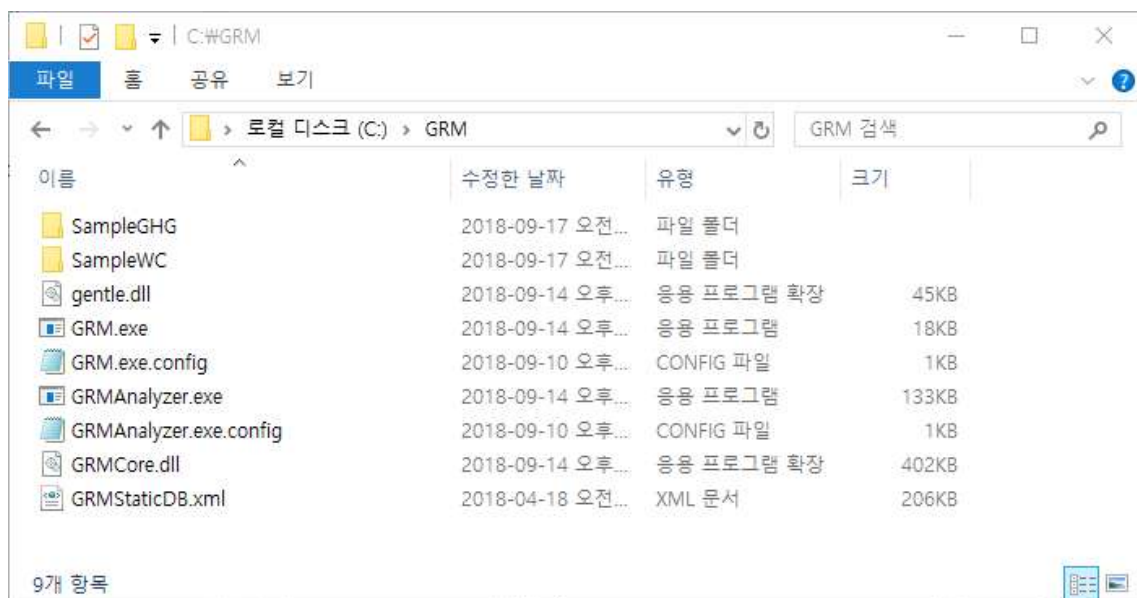 C:₩GRM
파일 홈 공유 보기
로컬 디스크 (C:) › GRM GRM 검색
이름 수정한 날짜 유형 크기
SampleGHG 2018-09-17 오전... 파일 폴더
SampleWC 2018-09-17 오전... 파일 폴더
gentle.dll 2018-09-14 오후... 응용 프로그램 확장 45KB
GRM.exe 2018-09-14 오후... 응용 프로그램 18KB
GRM.exe.config 2018-09-10 오후... CONFIG 파일 1KB
GRMAnalyzer.exe 2018-09-14 오후... 응용 프로그램 133KB
GRMAnalyzer.exe.config 2018-09-10 오후... CONFIG 파일 1KB
GRMCore.dll 2018-09-14 오후... 응용 프로그램 확장 402KB
GRMStaticDB.xml 2018-04-18 오전... XML 문서 206KB
9개 항목